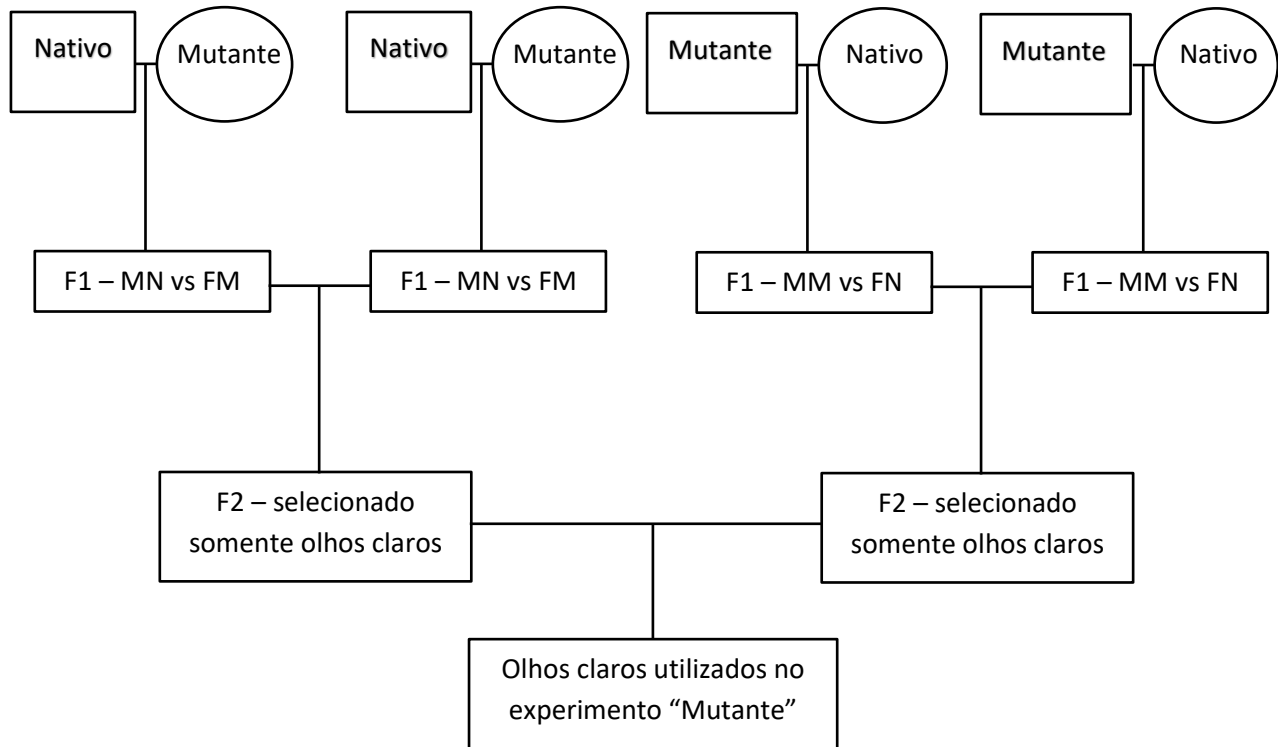 Nativo
Mutante
Nativo
Mutante
Mutante
Nativo
Mutante
Nativo
F1 – MN vs FM
F1 – MN vs FM
F1 – MM vs FN
F1 – MM vs FN
F2 – selecionado
somente olhos claros
F2 – selecionado
somente olhos claros
Olhos claros utilizados no
experimento “Mutante”